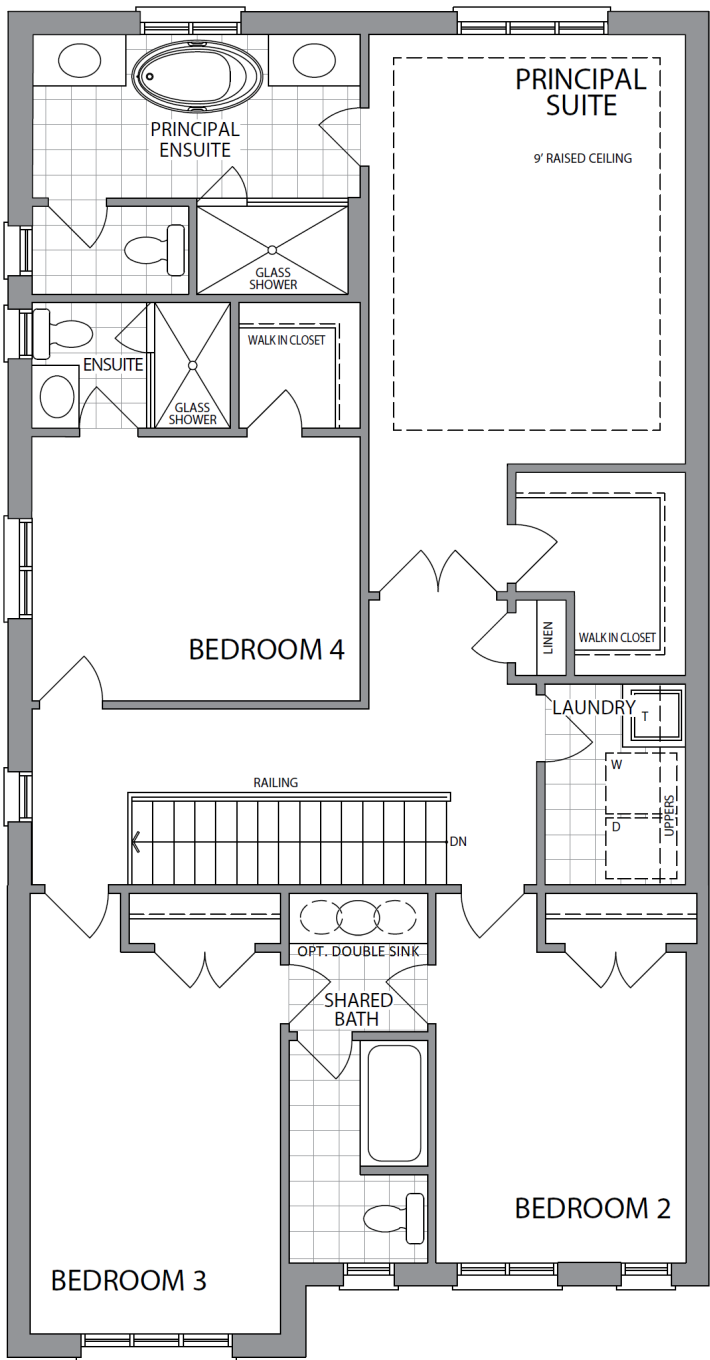 PRINCIPAL
SUITE
9' RAISED CEILING
PRINCIPAL
ENSUITE
GLASS
SHOWER
ENSUITE
GLASS
SHOWER
WALK IN CLOSET
BEDROOM 4
LINEN
WALK IN CLOSET
LAUNDRY
T
W
D
UPPERS
RAILING
DN
OPT. DOUBLE SINK
SHARED
BATH
BEDROOM 2
BEDROOM 3